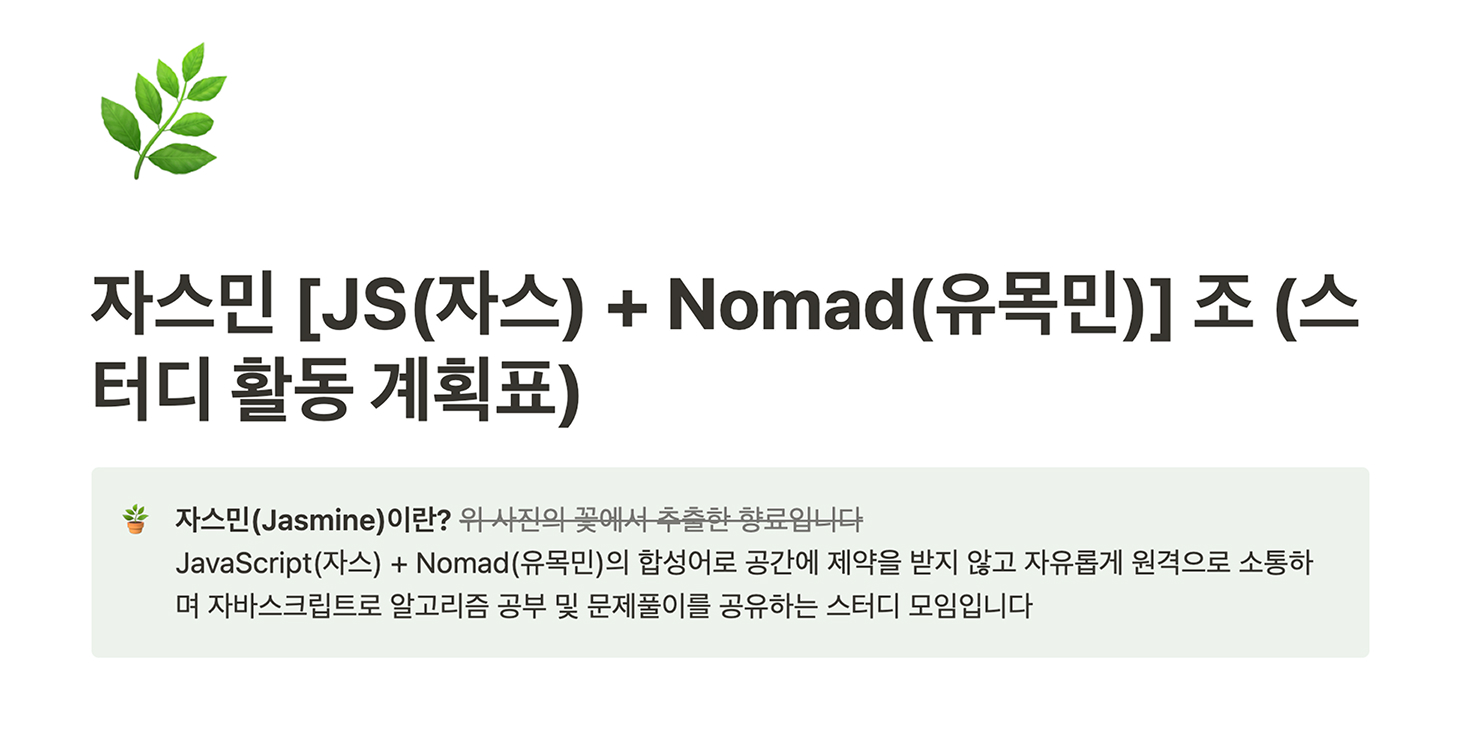 자스민 [JS(자스) + Nomad(유목민)] 조 (스
터디 활동 계획표)
자스민(Jasmine)이란? 위 사진의 꽃에서 추출한 향료입니다
JavaScript(자스) + Nomad(유목민)의 합성어로 공간에 제약을 받지 않고 자유롭게 원격으로 소통하
며 자바스크립트로 알고리즘 공부 및 문제풀이를 공유하는 스터디 모임입니다